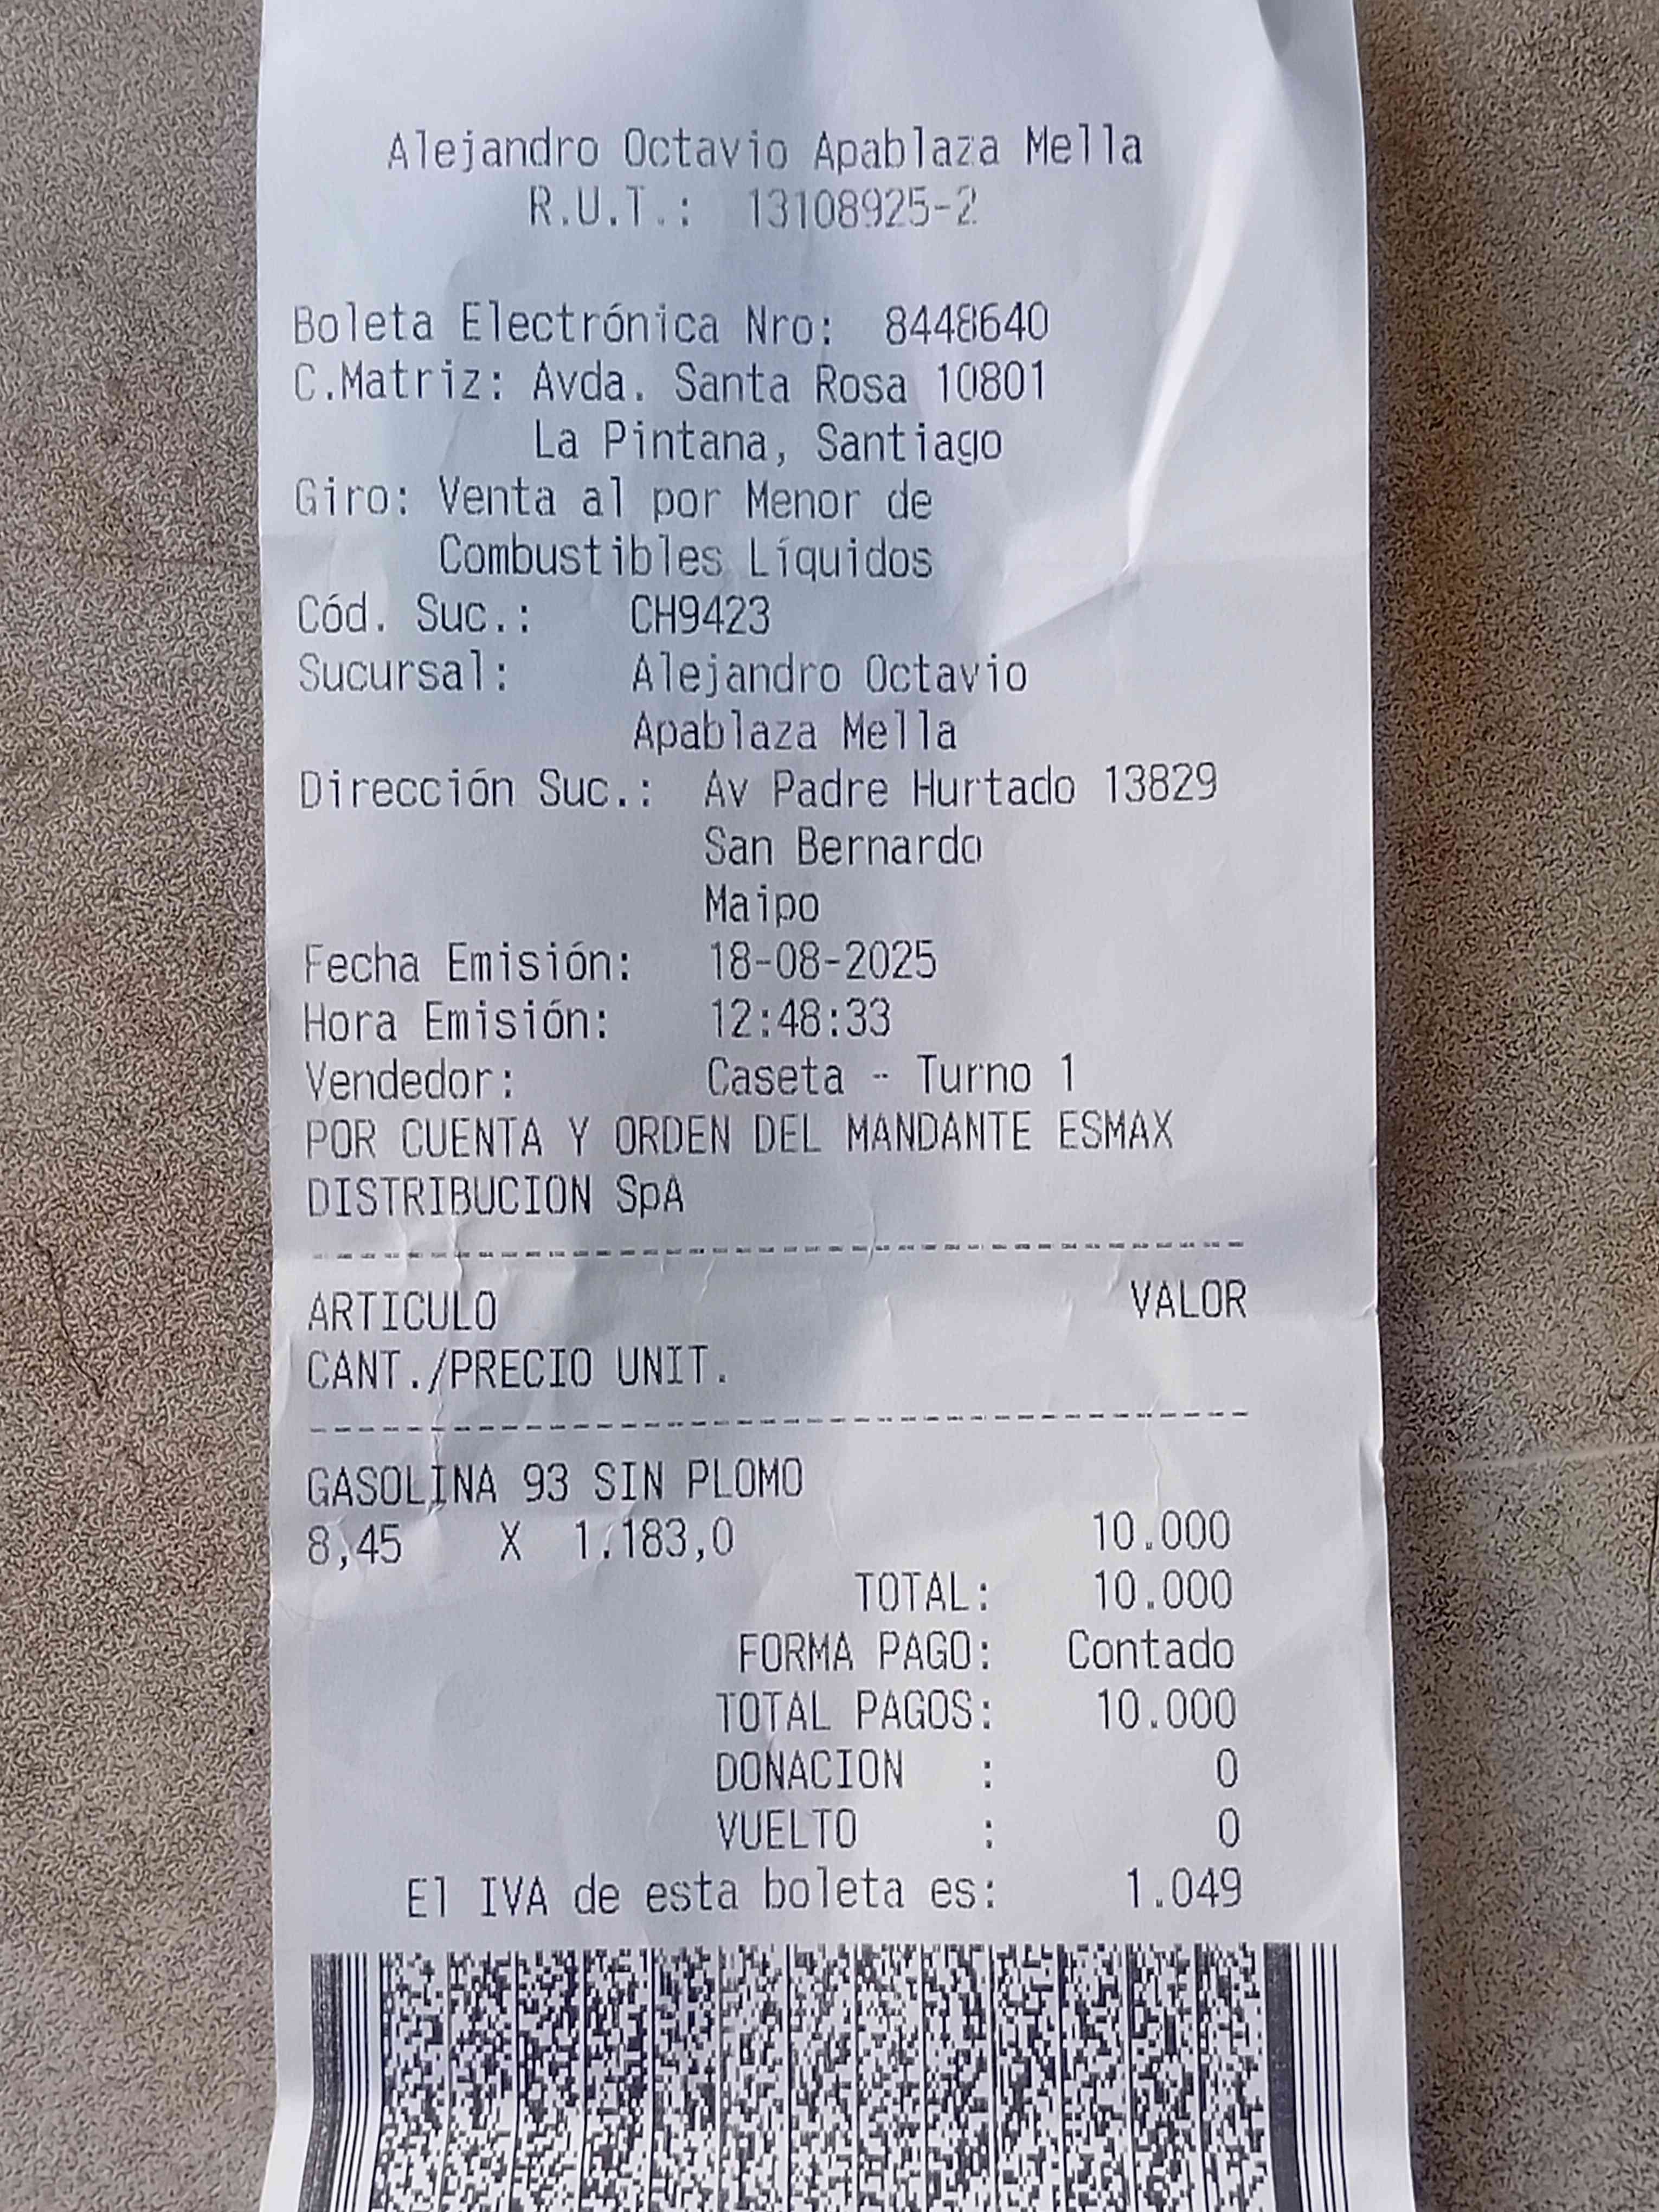 Alejandro Octavio Apablaza Mella
R.U.T.: 13108925-2
Boleta Electrónica Nro: 8448640
C.Matriz: Avda. Santa Rosa 10801
La Pintana, Santiago
Giro: Venta al por Menor de
Combustibles Líquidos
Cód. Suc.: CH9423
Sucursal: Alejandro Octavio
Apablaza Mella
Dirección Suc.: Av Padre Hurtado 13829
San Bernardo
Maipo
Fecha Emisión: 18-08-2025
Hora Emisión: 12:48:33
Vendedor: Caseta - Turno 1
POR CUENTA Y ORDEN DEL MANDANTE ESMAX
DISTRIBUCION SpA
ARTICULO VALOR
CANT./PRECIO UNIT.
GASOLINA 93 SIN PLOMO
8,45 X 1.183,0 10.000
TOTAL: 10.000
FORMA PAGO: Contado
TOTAL PAGOS: 10.000
DONACION : 0
VUELTO : 0
El IVA de esta boleta es: 1.049